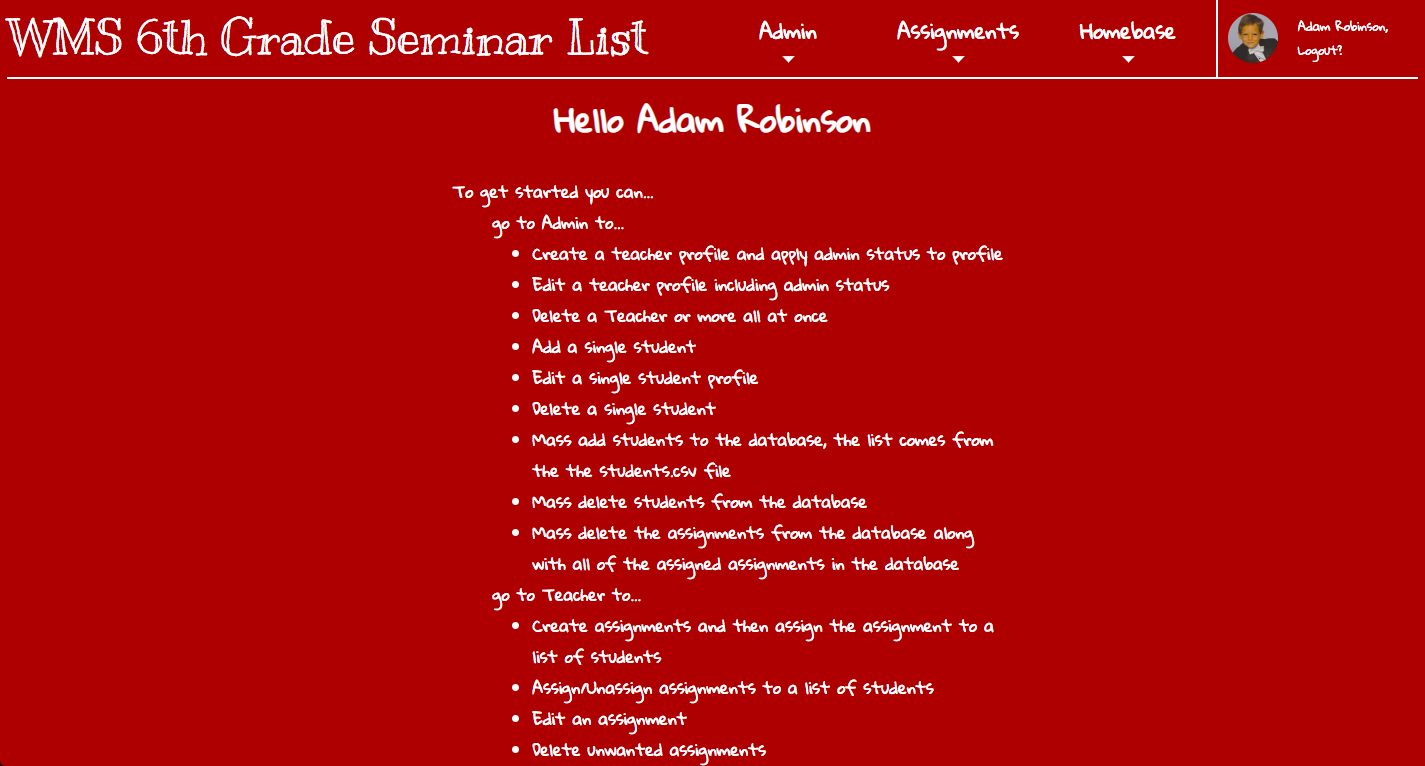 WMS 6th Grade Seminar List
Admin
Assignments
Homebase
Adam Robinson,
Logout?
Hello Adam Robinson
To get started you can...
go to Admin to...
• Create a teacher profile and apply admin status to profile
• Edit a teacher profile including admin status
• Delete a Teacher or more all at once
• Add a single student
• Edit a single student profile
• Delete a single student
• Mass add students to the database, the list comes from
the the students.csv file
• Mass delete students from the database
• Mass delete the assignments from the database along
with all of the assigned assignments in the database
go to Teacher to...
• Create assignments and then assign the assignment to a
list of students
• Assign/Unassign assignments to a list of students
• Edit an assignment
• Delete unwanted assignments